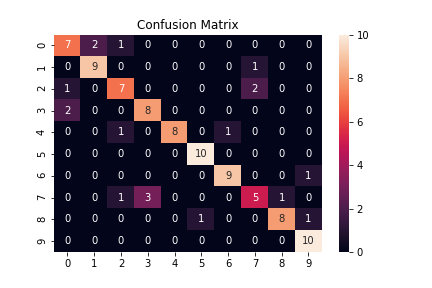 Confusion Matrix
0 7 2 1 0 0 0 0 0 0 0
1 0 9 0 0 0 0 0 1 0 0
2 1 0 7 0 0 0 0 2 0 0
3 2 0 0 8 0 0 0 0 0 0
4 0 0 1 0 8 0 1 0 0 0
5 0 0 0 0 0 10 0 0 0 0
6 0 0 0 0 0 0 9 0 0 1
7 0 0 1 3 0 0 0 5 1 0
8 0 0 0 0 0 1 0 0 8 1
9 0 0 0 0 0 0 0 0 0 10
0 1 2 3 4 5 6 7 8 9
10
8
6
4
2
0